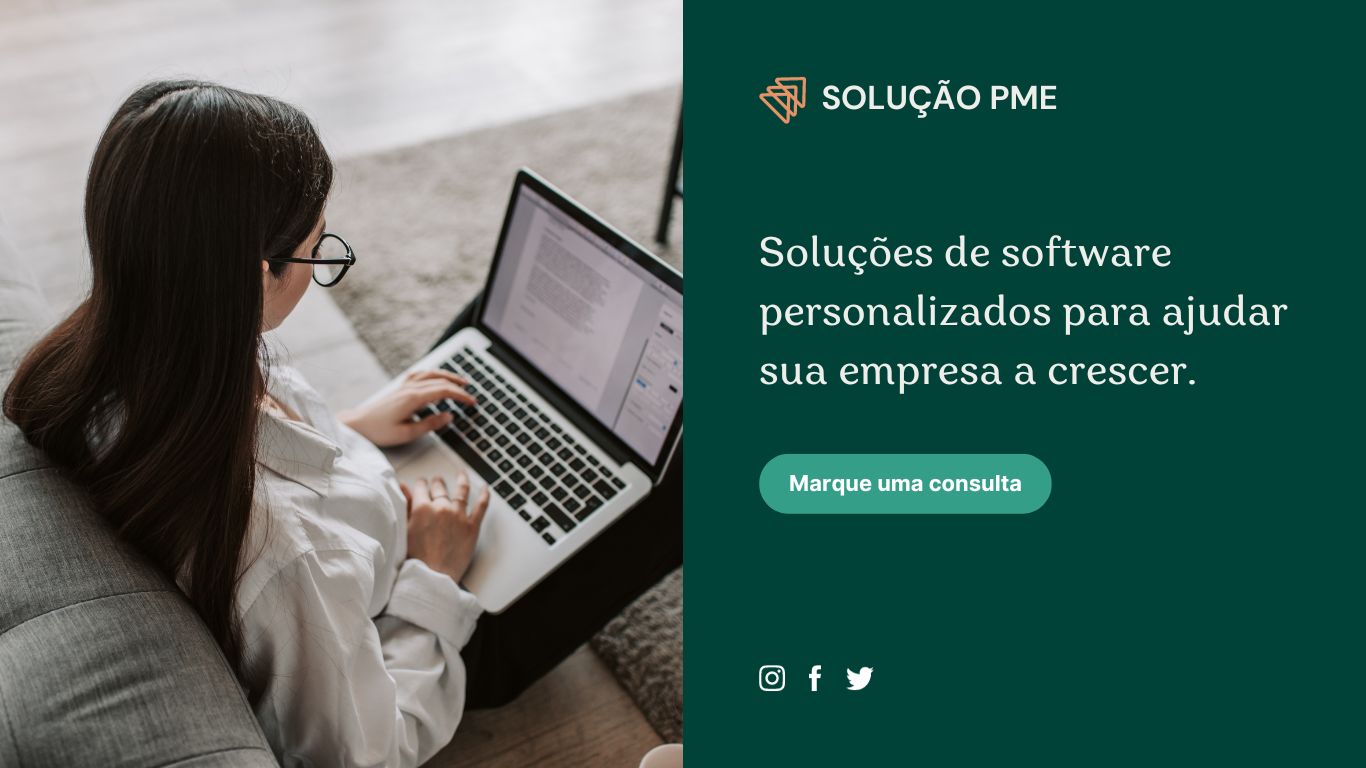 SOLUÇÃO PME
Soluções de software
personalizados para ajudar
sua empresa a crescer.
Marque uma consulta